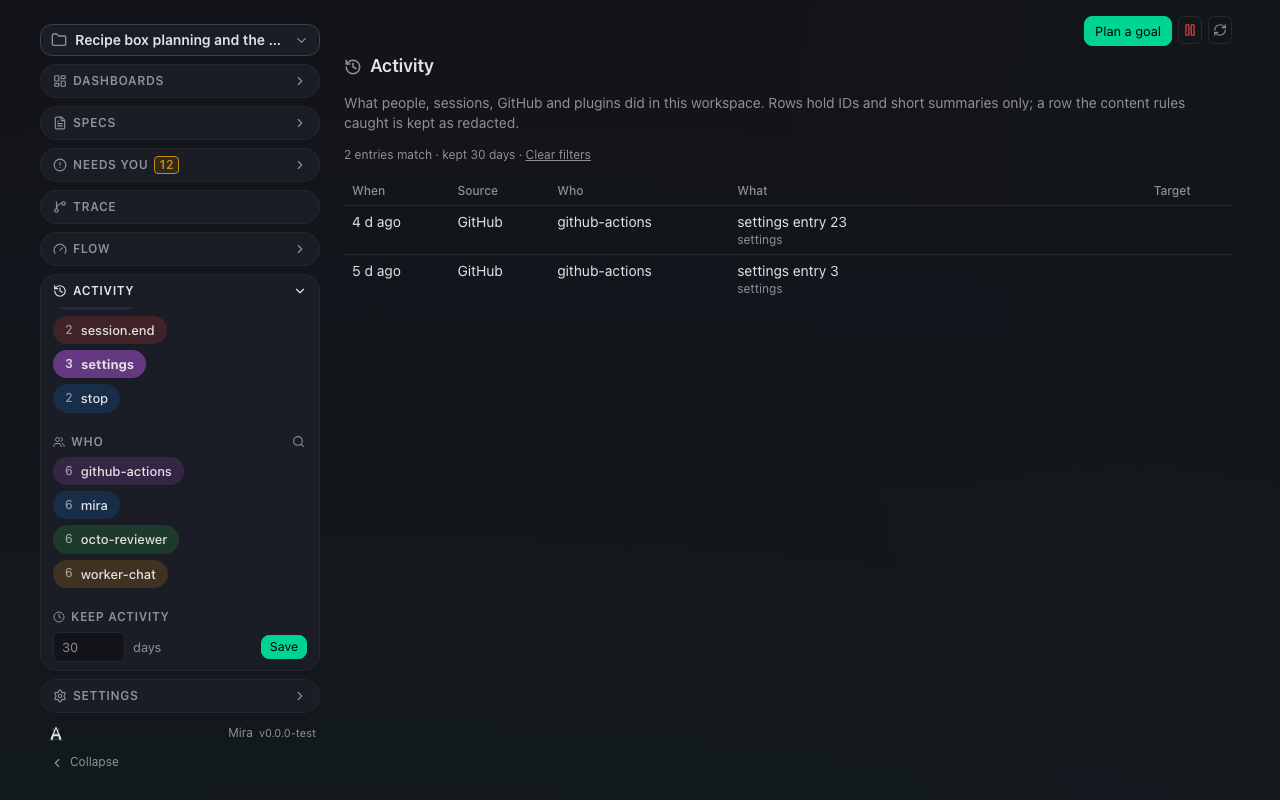 Recipe box planning and the ...
DASHBOARDS
SPECS
NEEDS YOU 12
TRACE
FLOW
ACTIVITY
2 session.end
3 settings
2 stop
WHO
6 github-actions
6 mira
6 octo-reviewer
6 worker-chat
KEEP ACTIVITY
30 days Save
SETTINGS
A
Mira v0.0.0-test
Collapse
Plan a goal
Activity
What people, sessions, GitHub and plugins did in this workspace. Rows hold IDs and short summaries only; a row the content rules
caught is kept as redacted.
2 entries match · kept 30 days · Clear filters
When Source Who What Target
4 d ago GitHub github-actions settings entry 23
settings
5 d ago GitHub github-actions settings entry 3
settings